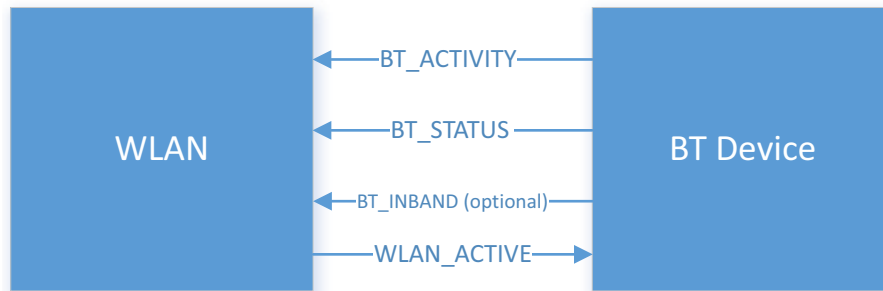 WLAN
BT_ACTIVITY
BT_STATUS
BT_INBAND (optional)
WLAN_ACTIVE
BT Device